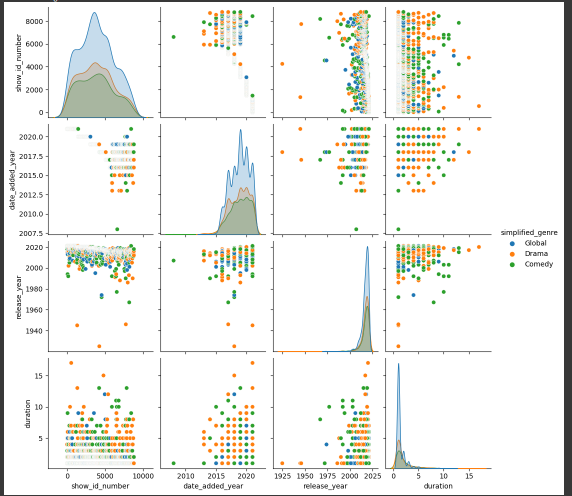 8000
6000
4000
2000
0
show_id_number
2020.0
2017.5
2015.0
2012.5
2010.0
2007.5
date_added_year
simplified_genre
Global
Drama
Comedy
2020
2000
1980
1960
1940
release_year
15
10
5
duration
0 5000 10000 2010 2015 2020 1925 1950 1975 2000 2025 0 5 10 15
show_id_number date_added_year release_year duration